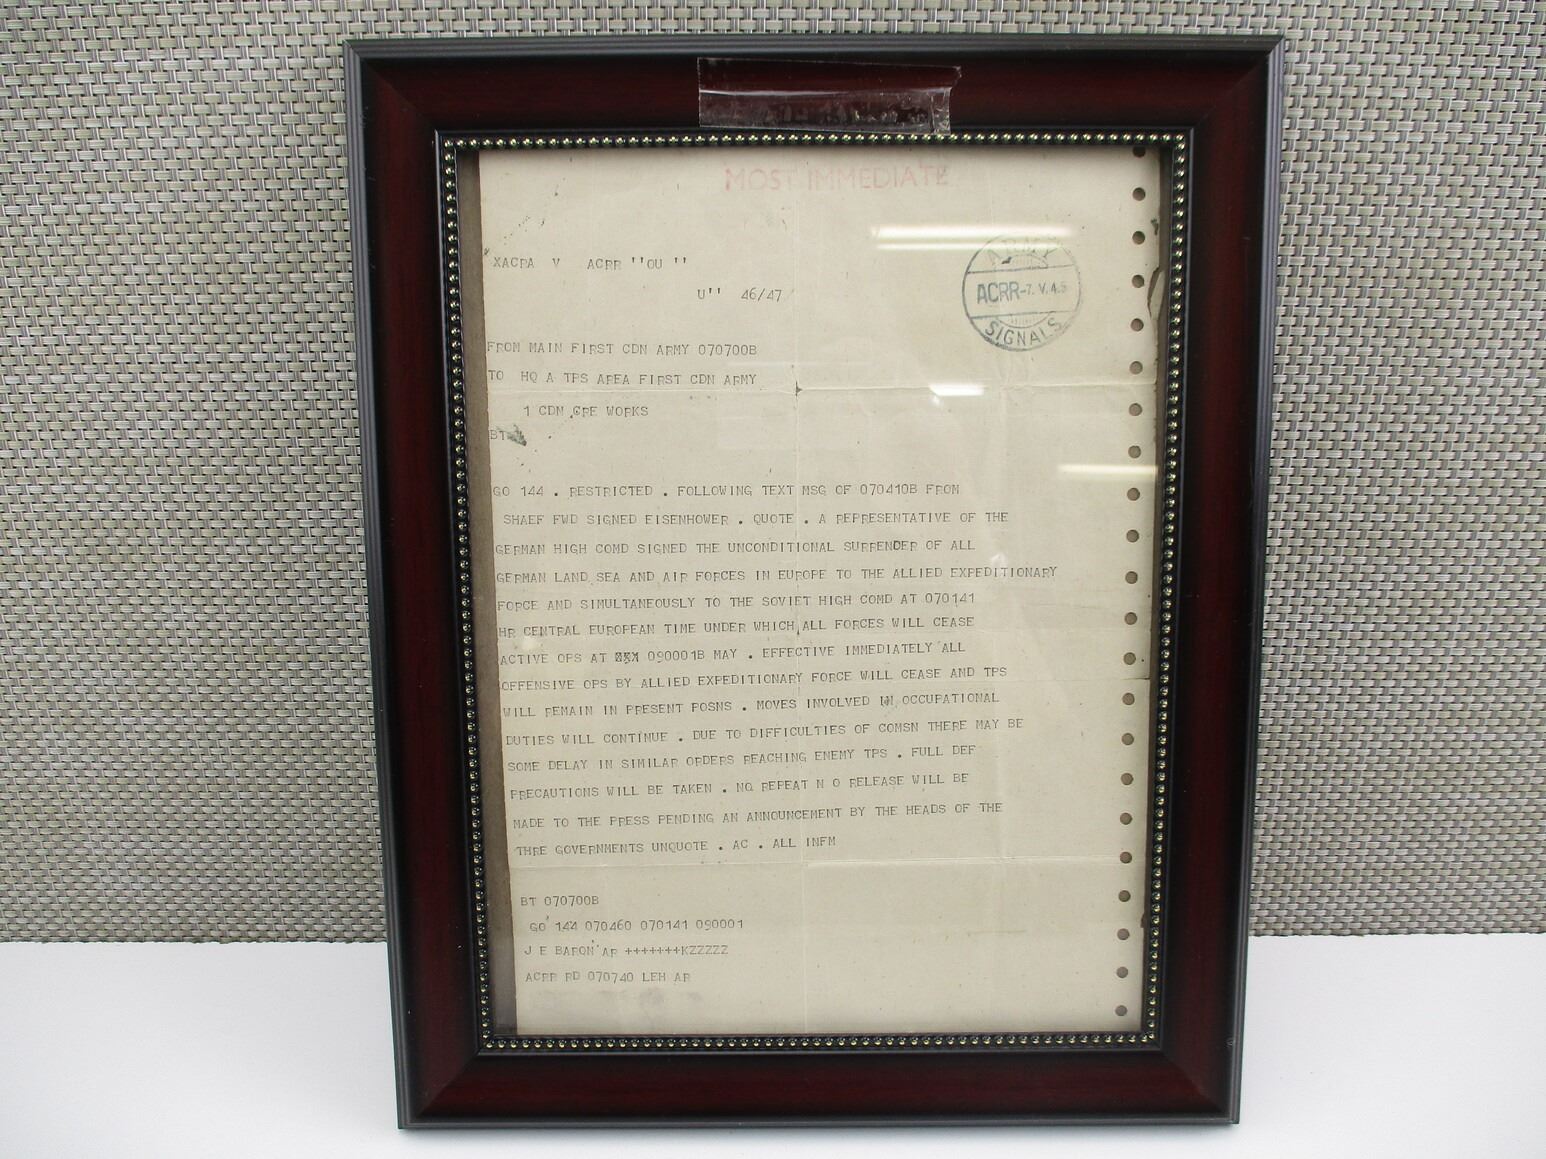 MOST IMMEDIATE
XACRA V ACRR ''OU ''
U'' 46/47
ARMY
ACRR-7.V.45
SIGNALS
FROM MAIN FIRST CDN ARMY 070700B
TO HQ A TPS AREA FIRST CDN ARMY
1 CDN CRE WORKS
BT
GO 144 . RESTRICTED . FOLLOWING TEXT MSG OF 070410B FROM
SHAEF FWD SIGNED EISENHOWER . QUOTE . A REPRESENTATIVE OF THE
GERMAN HIGH COMD SIGNED THE UNCONDITIONAL SURRENDER OF ALL
GERMAN LAND SEA AND AIR FORCES IN EUROPE TO THE ALLIED EXPEDITIONARY
FORCE AND SIMULTANEOUSLY TO THE SOVIET HIGH COMD AT 070141
HR CENTRAL EUROPEAN TIME UNDER WHICH ALL FORCES WILL CEASE
ACTIVE OPS AT 090001B MAY . EFFECTIVE IMMEDIATELY ALL
OFFENSIVE OPS BY ALLIED EXPEDITIONARY FORCE WILL CEASE AND TPS
WILL REMAIN IN PRESENT POSNS . MOVES INVOLVED IN OCCUPATIONAL
DUTIES WILL CONTINUE . DUE TO DIFFICULTIES OF COMSN THERE MAY BE
SOME DELAY IN SIMILAR ORDERS REACHING ENEMY TPS . FULL DEF
PRECAUTIONS WILL BE TAKEN . NO REPEAT N O RELEASE WILL BE
MADE TO THE PRESS PENDING AN ANNOUNCEMENT BY THE HEADS OF THE
THRE GOVERNMENTS UNQUOTE . AC . ALL INFM
BT 070700B
GO 144 070460 070141 090001
J E BARON AR +++++++KZZZZZ
ACRR RD 070740 LEH AR